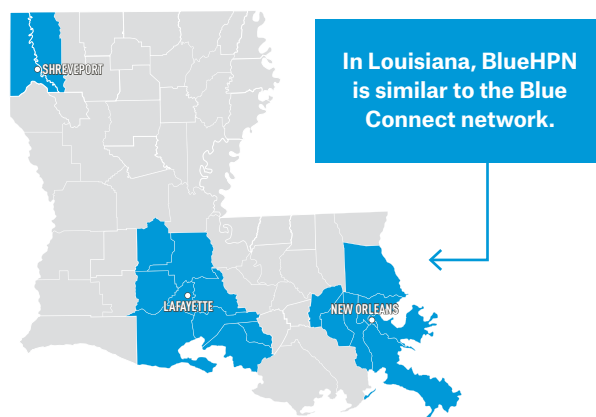 SHREVEPORT
In Louisiana, BlueHPN
is similar to the Blue
Connect network.
LAFAYETTE
NEW ORLEANS